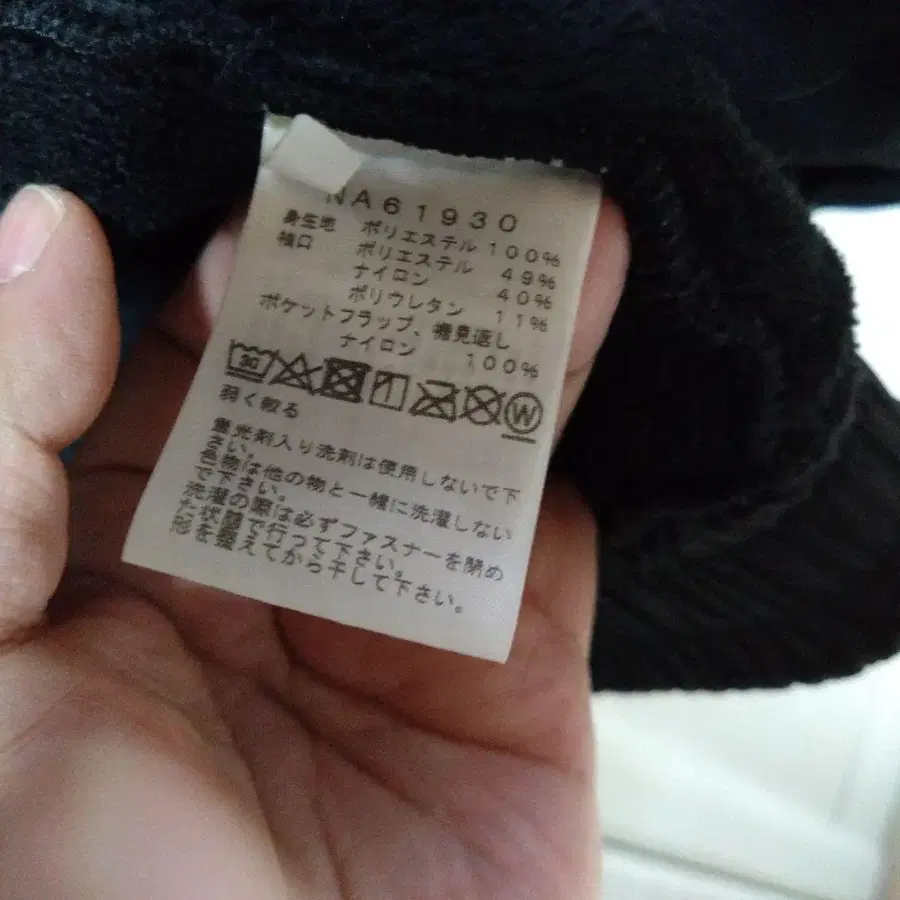 NA61930
身生地 ポリエステル 100%
袖口 ポリエステル 49%
ナイロン 40%
ポリウレタン 11%
ポケットフラップ、裾見返し
ナイロン 100%
30
W
弱く絞る
蛍光剤入り洗剤は使用しないで下
さい。
色物は他の物と一緒に洗濯しない
で下さい。
洗濯の際は必ずファスナーを閉め
た状態で行って下さい。
形を整えてから干して下さい。